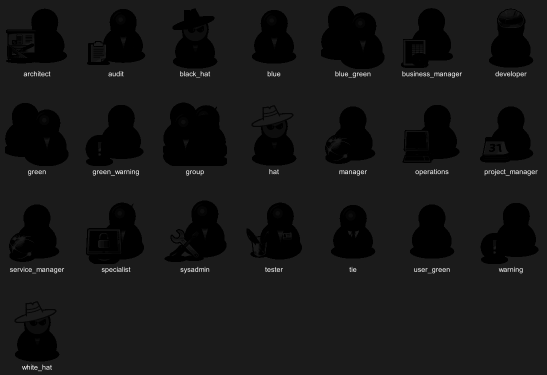 architect
audit
black_hat
blue
blue_green
business_manager
developer
green
green_warning
group
hat
manager
operations
31
project_manager
service_manager
specialist
sysadmin
tester
tie
user_green
warning
white_hat